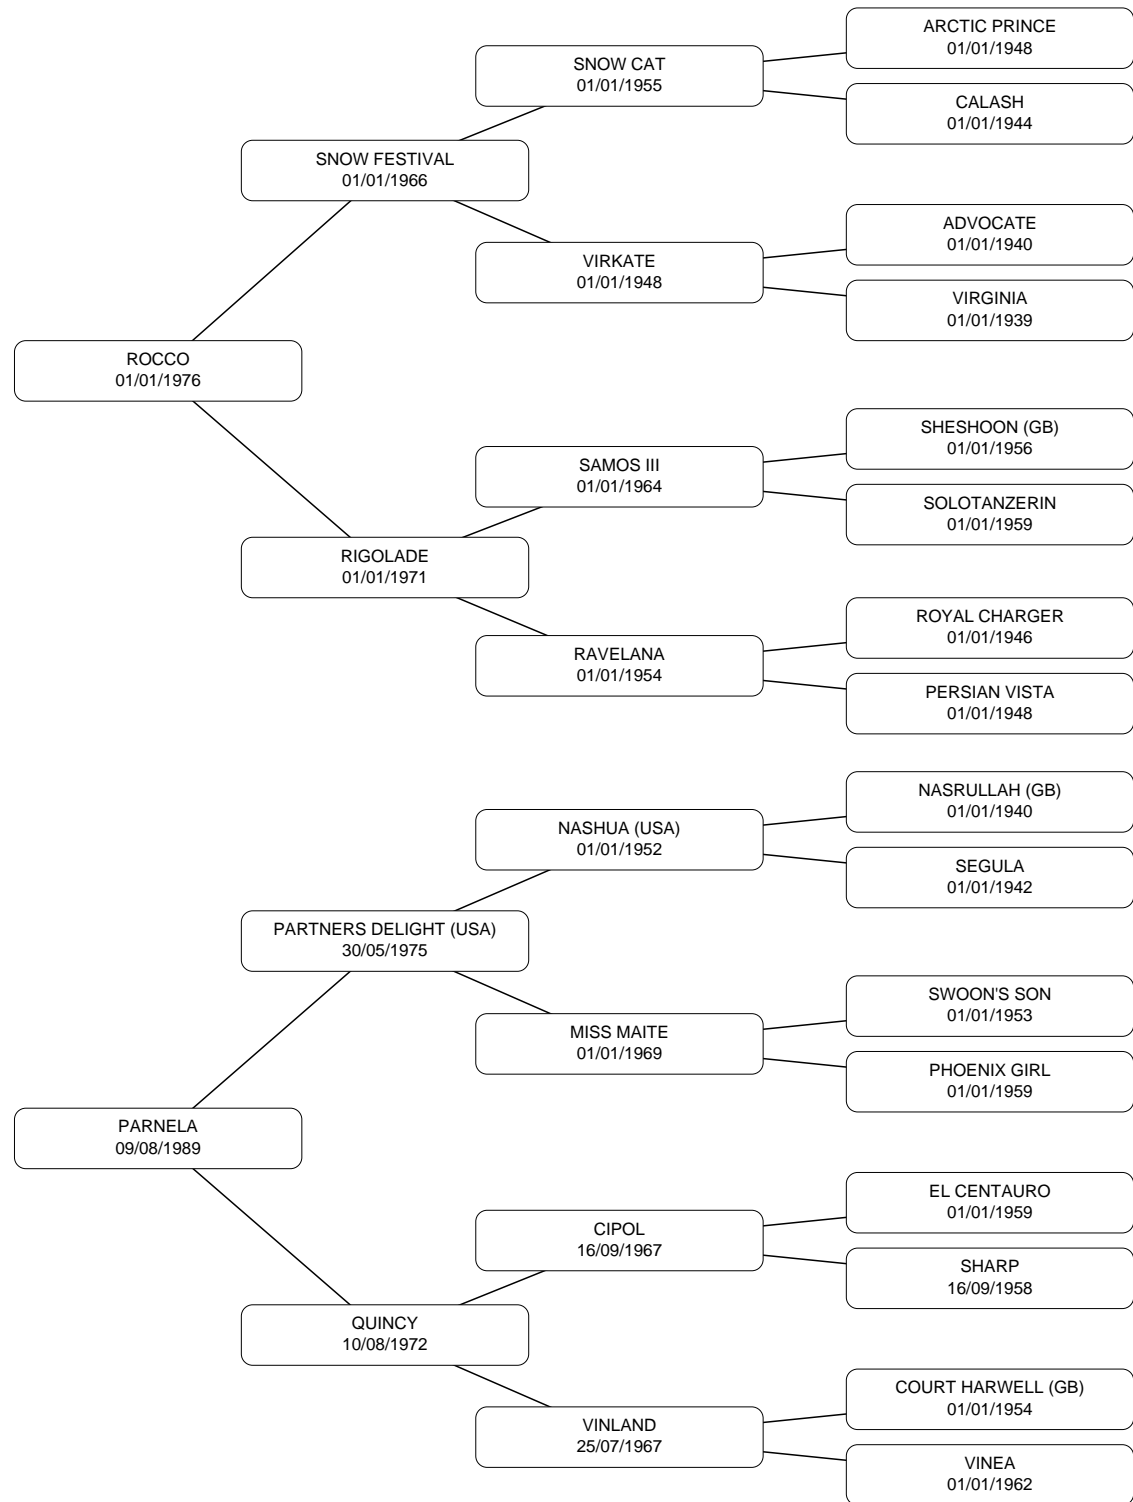 ARCTIC PRINCE
01/01/1948
SNOW CAT
01/01/1955
CALASH
01/01/1944
SNOW FESTIVAL
01/01/1966
ADVOCATE
01/01/1940
VIRKATE
01/01/1948
VIRGINIA
01/01/1939
ROCCO
01/01/1976
SHESHOON (GB)
01/01/1956
SAMOS III
01/01/1964
SOLOTANZERIN
01/01/1959
RIGOLADE
01/01/1971
ROYAL CHARGER
01/01/1946
RAVELANA
01/01/1954
PERSIAN VISTA
01/01/1948
NASRULLAH (GB)
01/01/1940
NASHUA (USA)
01/01/1952
SEGULA
01/01/1942
PARTNERS DELIGHT (USA)
30/05/1975
SWOON'S SON
01/01/1953
MISS MAITE
01/01/1969
PHOENIX GIRL
01/01/1959
PARNELA
09/08/1989
EL CENTAURO
01/01/1959
CIPOL
16/09/1967
SHARP
16/09/1958
QUINCY
10/08/1972
COURT HARWELL (GB)
01/01/1954
VINLAND
25/07/1967
VINEA
01/01/1962